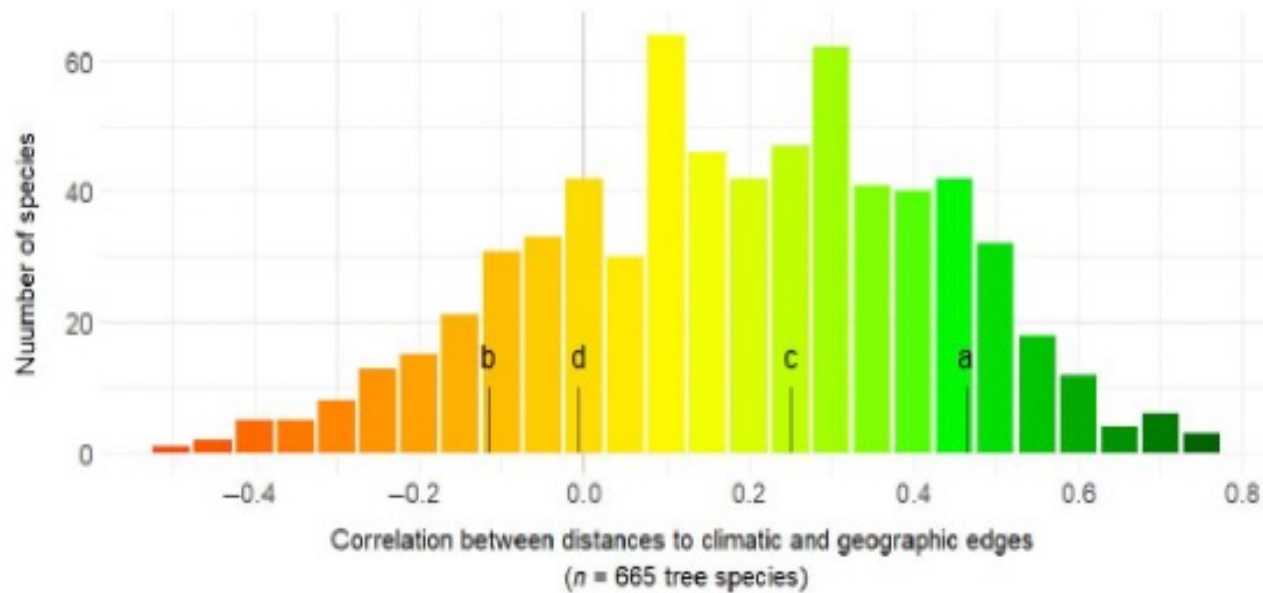 Nuumber of species
60
40
20
0
b d c a
–0.4 –0.2 0.0 0.2 0.4 0.6 0.8
Correlation between distances to climatic and geographic edges
(n = 665 tree species)